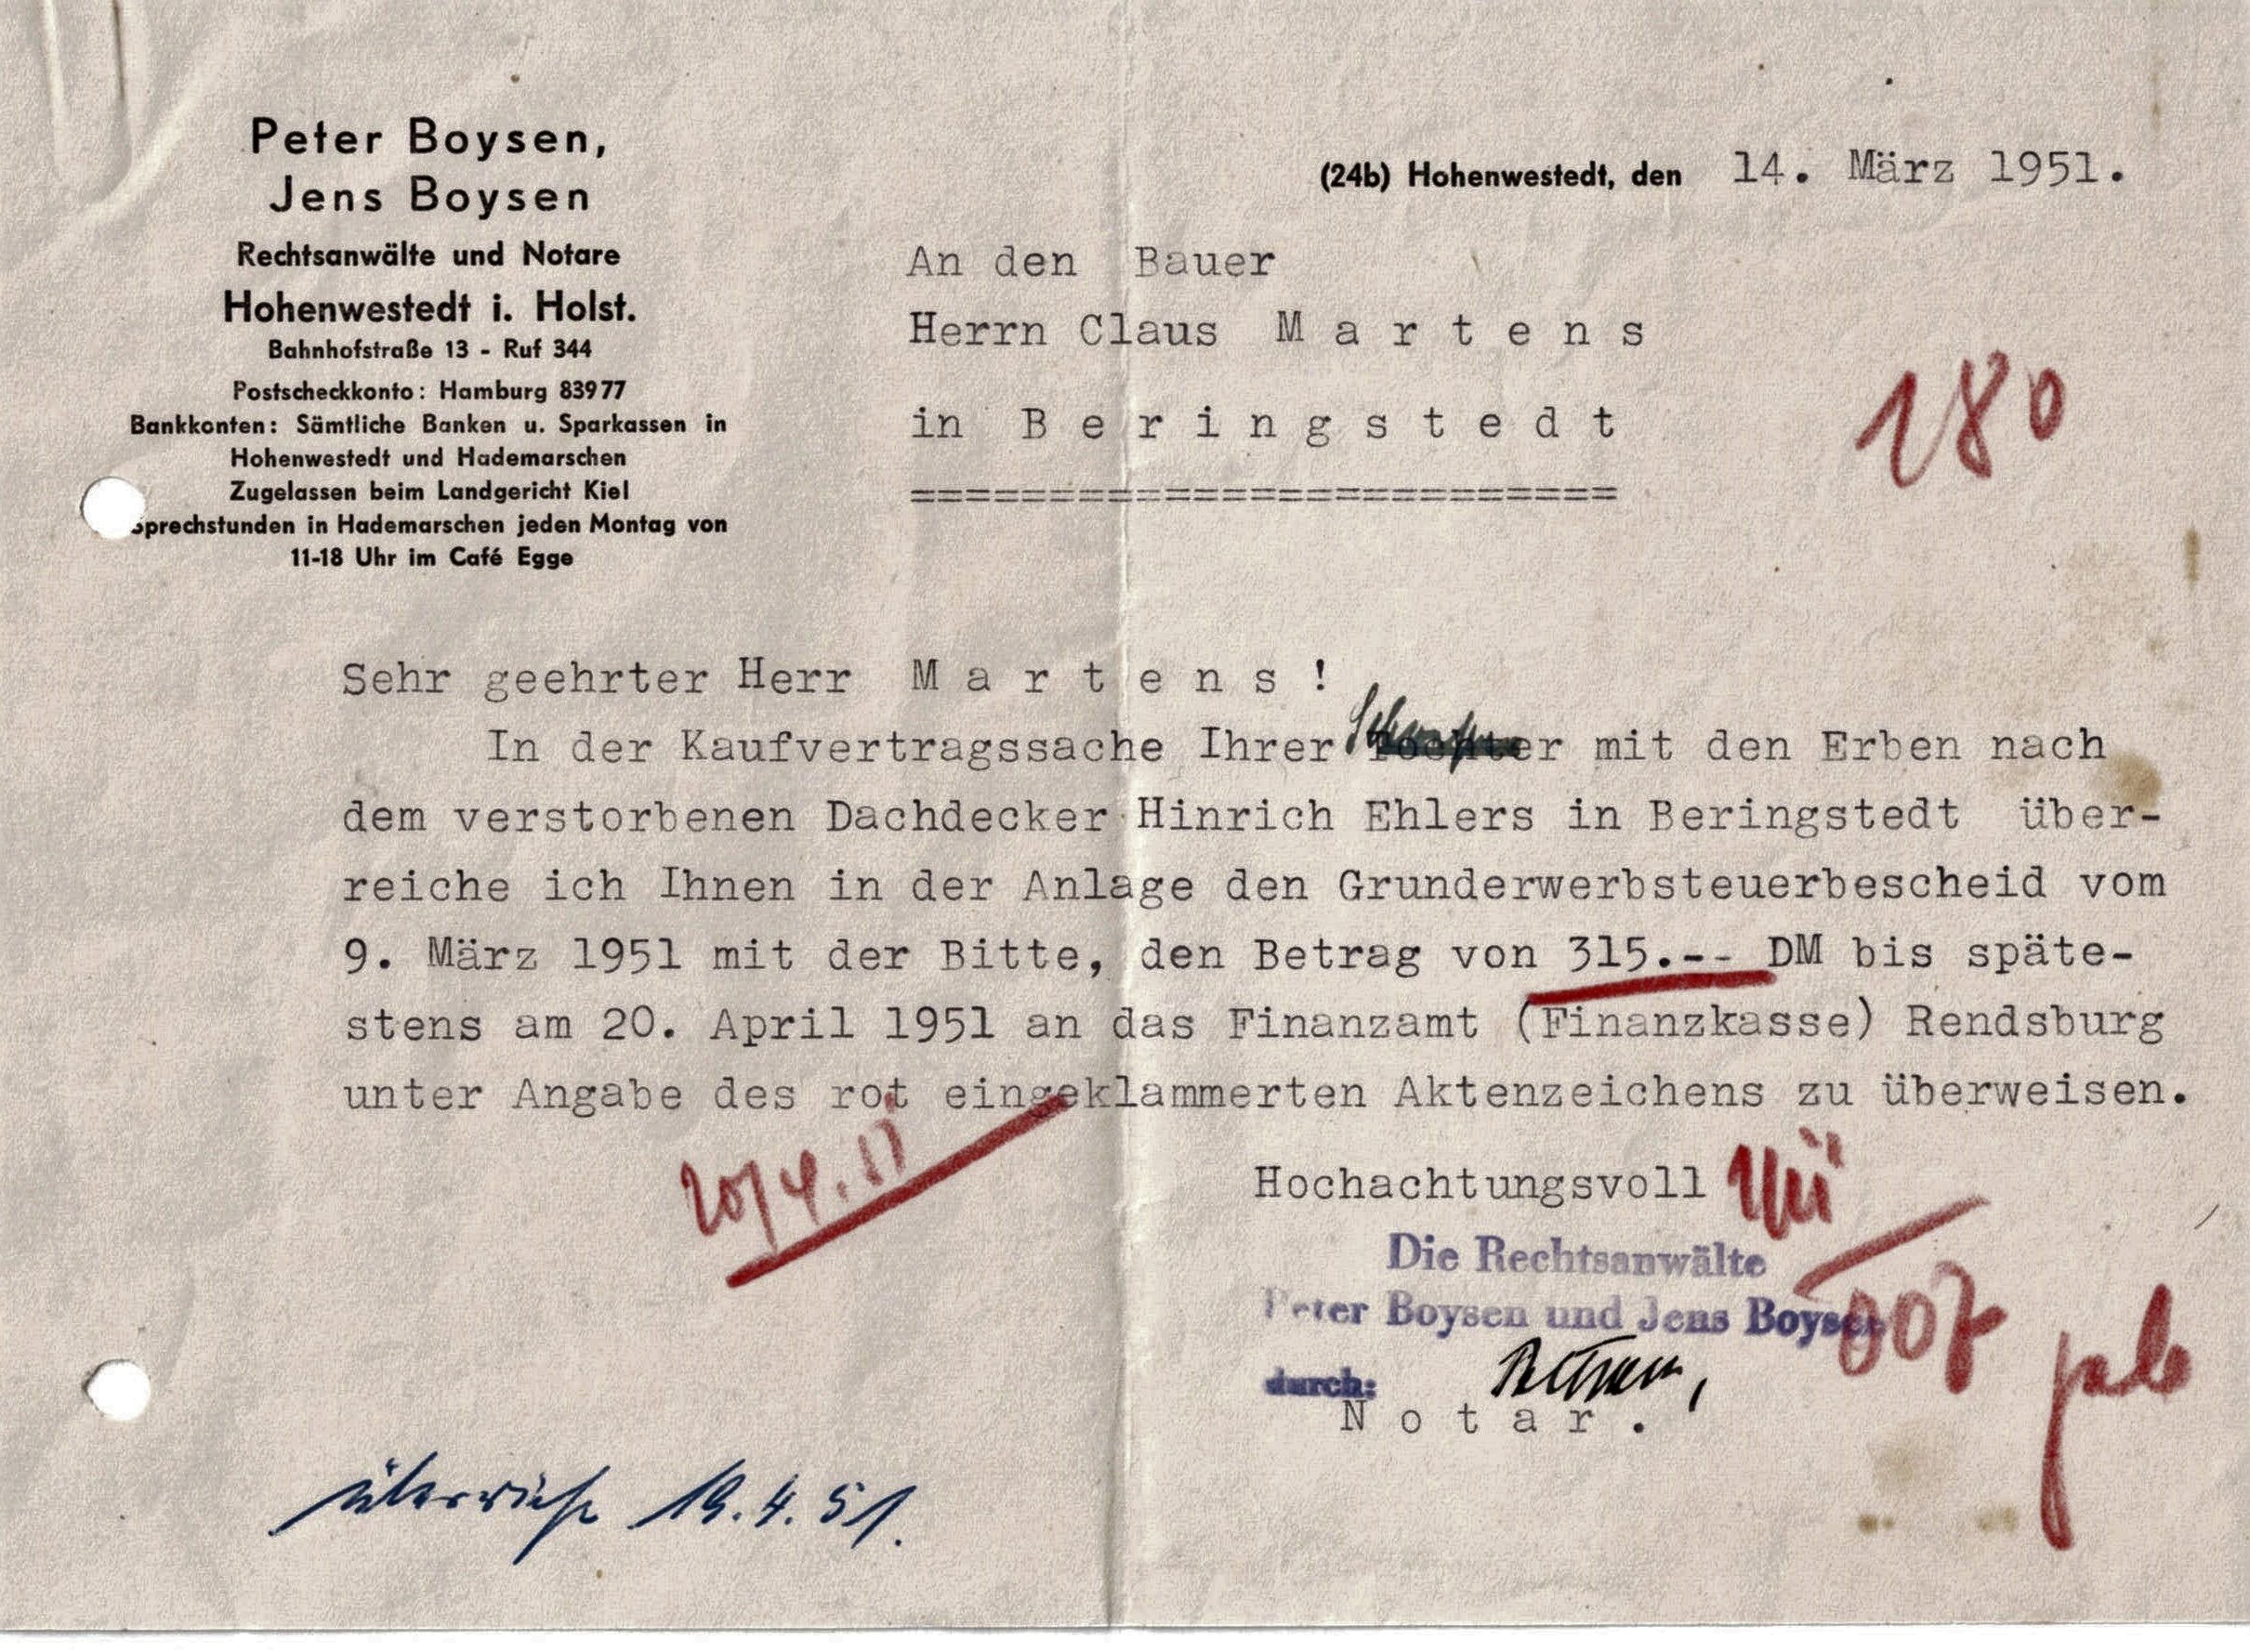 Peter Boysen,
Jens Boysen
Rechtsanwälte und Notare
Hohenwestedt i. Holst.
Bahnhofstraße 13 - Ruf 344
Postscheckkonto: Hamburg 83977
Bankkonten: Sämtliche Banken u. Sparkassen in
Hohenwestedt und Hademarschen
Zugelassen beim Landgericht Kiel
Sprechstunden in Hademarschen jeden Montag von
11-18 Uhr im Café Egge
(24b) Hohenwestedt, den 14. März 1951.
An den Bauer
Herrn Claus M a r t e n s
in B e r i n g s t e d t
=========================
180
Sehr geehrter Herr M a r t e n s !
In der Kaufvertragssache Ihrer mit den Erben nach
dem verstorbenen Dachdecker Hinrich Ehlers in Beringstedt über-
reiche ich Ihnen in der Anlage den Grunderwerbsteuerbescheid vom
9. März 1951 mit der Bitte, den Betrag von 315.-- DM bis späte-
stens am 20. April 1951 an das Finanzamt (Finanzkasse) Rendsburg
unter Angabe des rot eingeklammerten Aktenzeichens zu überweisen.
20/4.51
Hochachtungsvoll
Die Rechtsanwälte
Peter Boysen und Jens Boysen
durch:
N o t a r .
19.4.51.